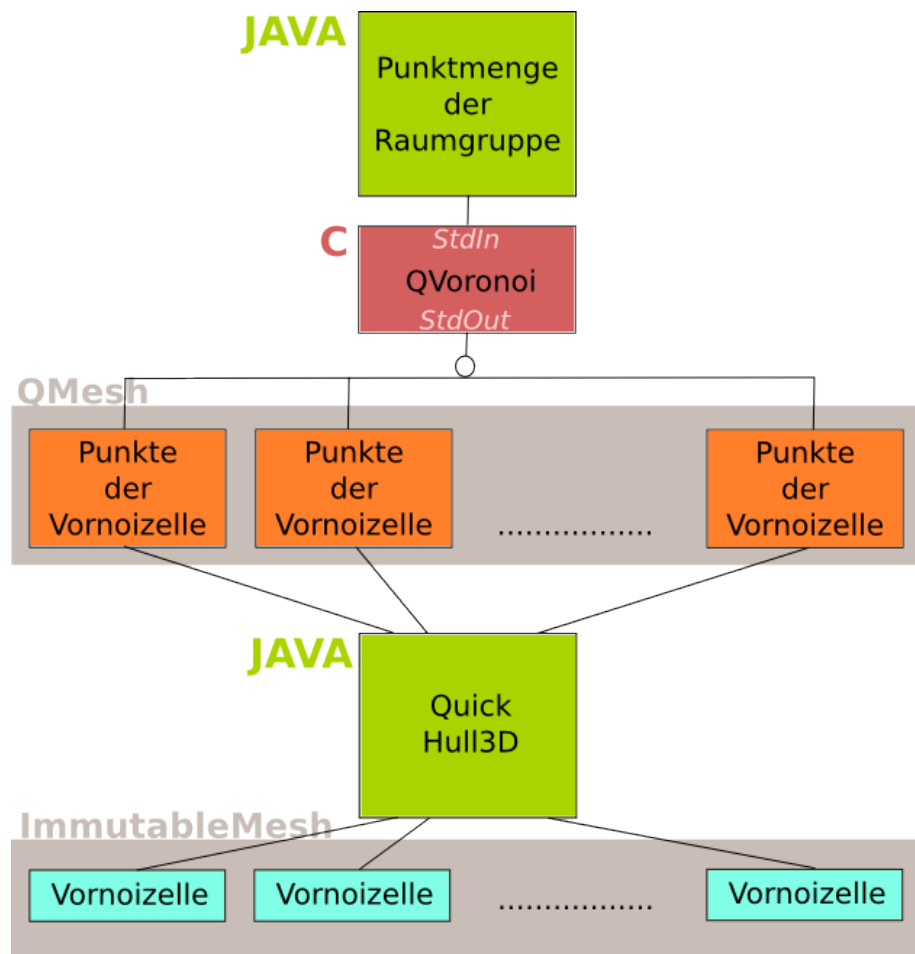 JAVA
Punktmenge
der
Raumgruppe
C
StdIn
QVoronoi
StdOut
QMesh
Punkte
der
Vornoizelle
Punkte
der
Vornoizelle
.................
Punkte
der
Vornoizelle
JAVA
Quick
Hull3D
ImmutableMesh
Vornoizelle
Vornoizelle
.................
Vornoizelle